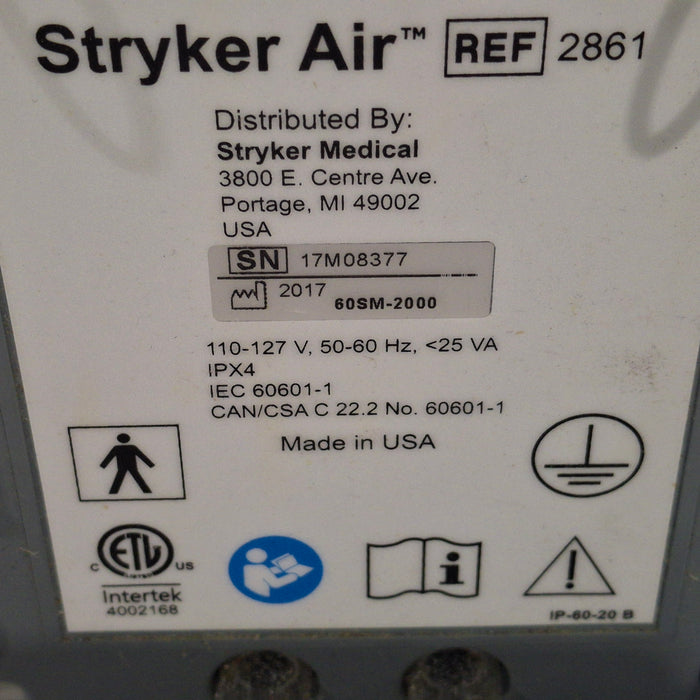 Stryker Air™ REF 2861
Distributed By:
Stryker Medical
3800 E. Centre Ave.
Portage, MI 49002
USA
SN 17M08377
2017 60SM-2000
110-127 V, 50-60 Hz, <25 VA
IPX4
IEC 60601-1
CAN/CSA C 22.2 No. 60601-1
Made in USA
ETL
C US
i
!
Intertek
4002168
IP-60-20 B